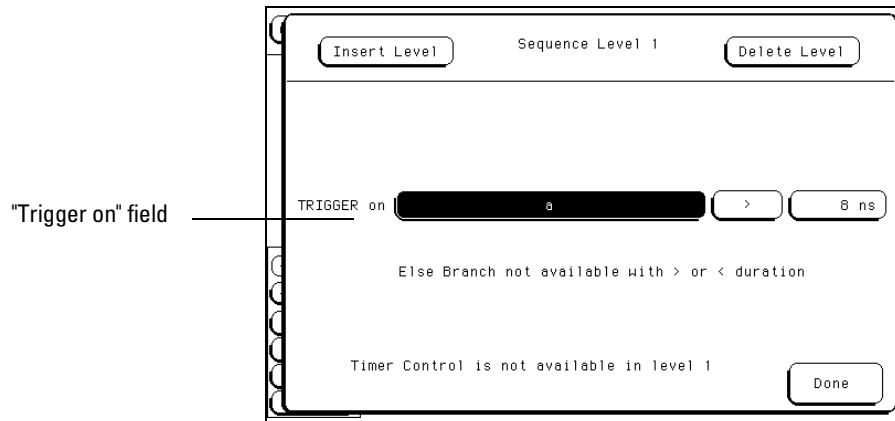 Insert Level Sequence Level 1 Delete Level
"Trigger on" field TRIGGER on a > 8 ns
Else Branch not available with > or < duration
Timer Control is not available in level 1
Done